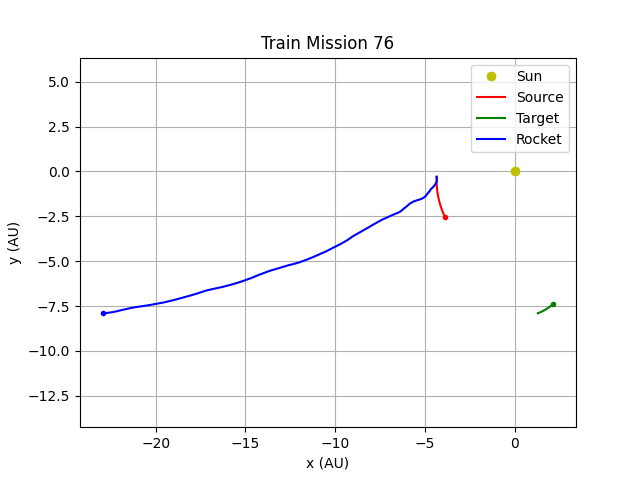 Train Mission 76
Sun
Source
Target
Rocket
5.0
2.5
0.0
−2.5
−5.0
−7.5
−10.0
−12.5
y (AU)
−20
−15
−10
−5
0
x (AU)